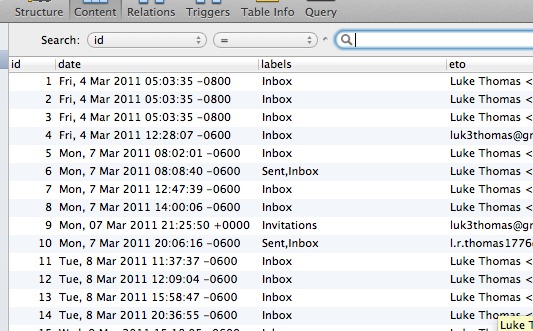 Structure Content Relations Triggers Table Info Query
Search: id =
id date labels eto
1 Fri, 4 Mar 2011 05:03:35 -0800 Inbox Luke Thomas <
2 Fri, 4 Mar 2011 05:03:35 -0800 Inbox Luke Thomas <
3 Fri, 4 Mar 2011 05:03:35 -0800 Inbox Luke Thomas <
4 Fri, 4 Mar 2011 12:28:07 -0600 Inbox luk3thomas@gr
5 Mon, 7 Mar 2011 08:02:01 -0600 Inbox Luke Thomas <
6 Mon, 7 Mar 2011 08:08:40 -0600 Sent,Inbox Luke Thomas <
7 Mon, 7 Mar 2011 12:47:39 -0600 Inbox Luke Thomas <
8 Mon, 7 Mar 2011 14:00:06 -0600 Inbox Luke Thomas <
9 Mon, 07 Mar 2011 21:25:50 +0000 Invitations luk3thomas@gr
10 Mon, 7 Mar 2011 20:06:16 -0600 Sent,Inbox l.r.thomas1776
11 Tue, 8 Mar 2011 11:37:37 -0600 Inbox Luke Thomas <
12 Tue, 8 Mar 2011 12:09:04 -0600 Inbox Luke Thomas <
13 Tue, 8 Mar 2011 15:58:47 -0600 Inbox Luke Thomas <
14 Tue, 8 Mar 2011 20:36:55 -0600 Inbox Luke Thomas <
Luke T